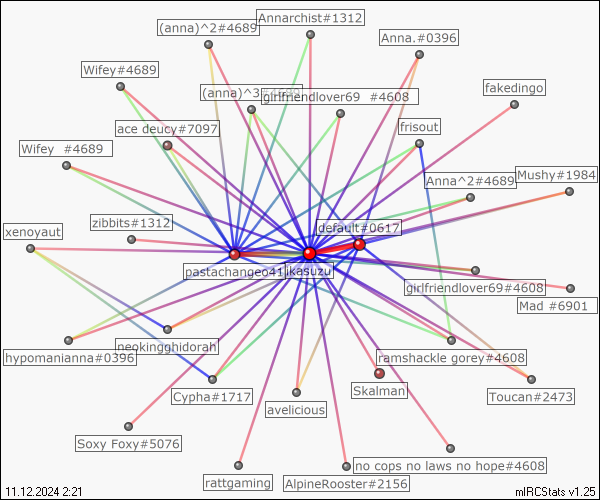 Annarchist#1312
(anna)^2#4689
Anna.#0396
Wifey#4689
fakedingo
(anna)^3
girlfriendlover69 #4608
ace deucy#7097
frisout
Wifey #4689
Mushy#1984
Anna^2#4689
zibbits#1312
default#0617
xenoyaut
pastachangeo41
ikasuzu
girlfriendlover69#4608
Mad #6901
neokingghidorah
hypomanianna#0396
ramshackle gorey#4608
Skalman
Cypha#1717
Toucan#2473
avelicious
Soxy Foxy#5076
no cops no laws no hope#4608
rattgaming
AlpineRooster#2156
11.12.2024 2:21
mIRCStats v1.25